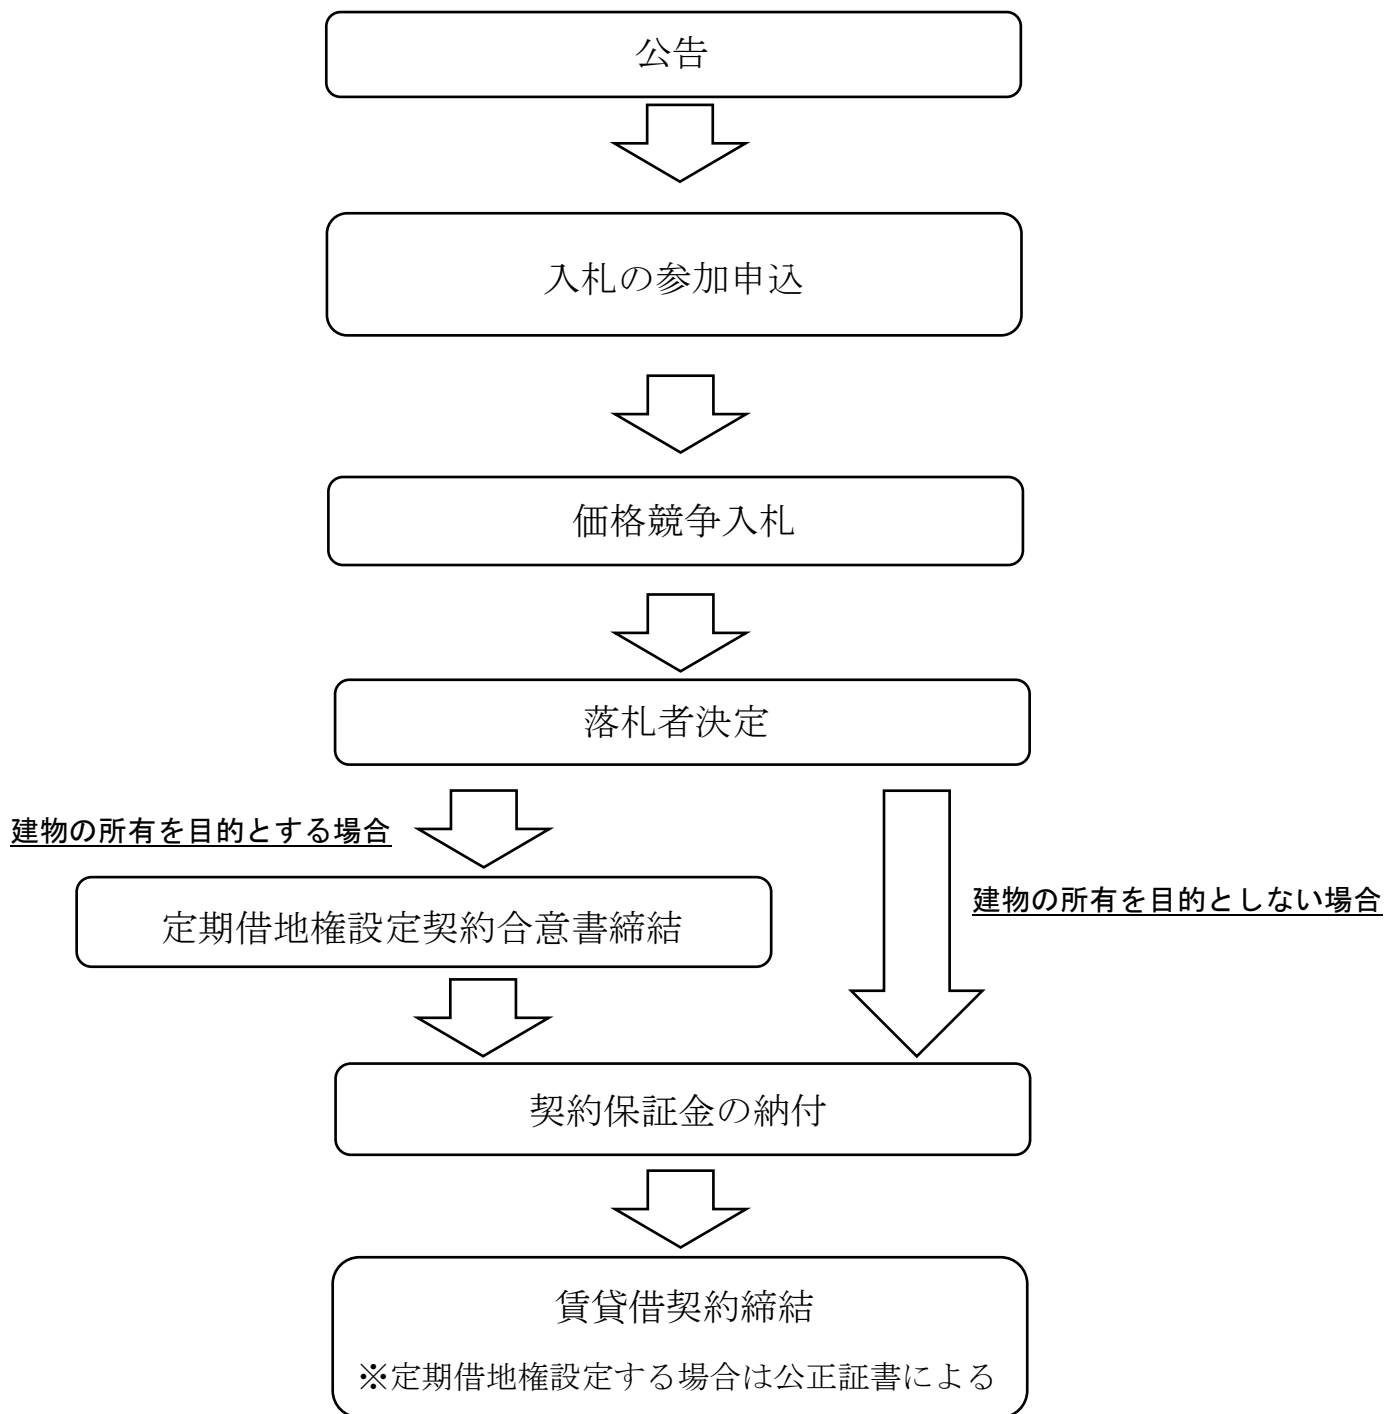 公告
入札の参加申込
価格競争入札
落札者決定
建物の所有を目的とする場合
定期借地権設定契約合意書締結
建物の所有を目的としない場合
契約保証金の納付
賃貸借契約締結
※定期借地権設定する場合は公正証書による